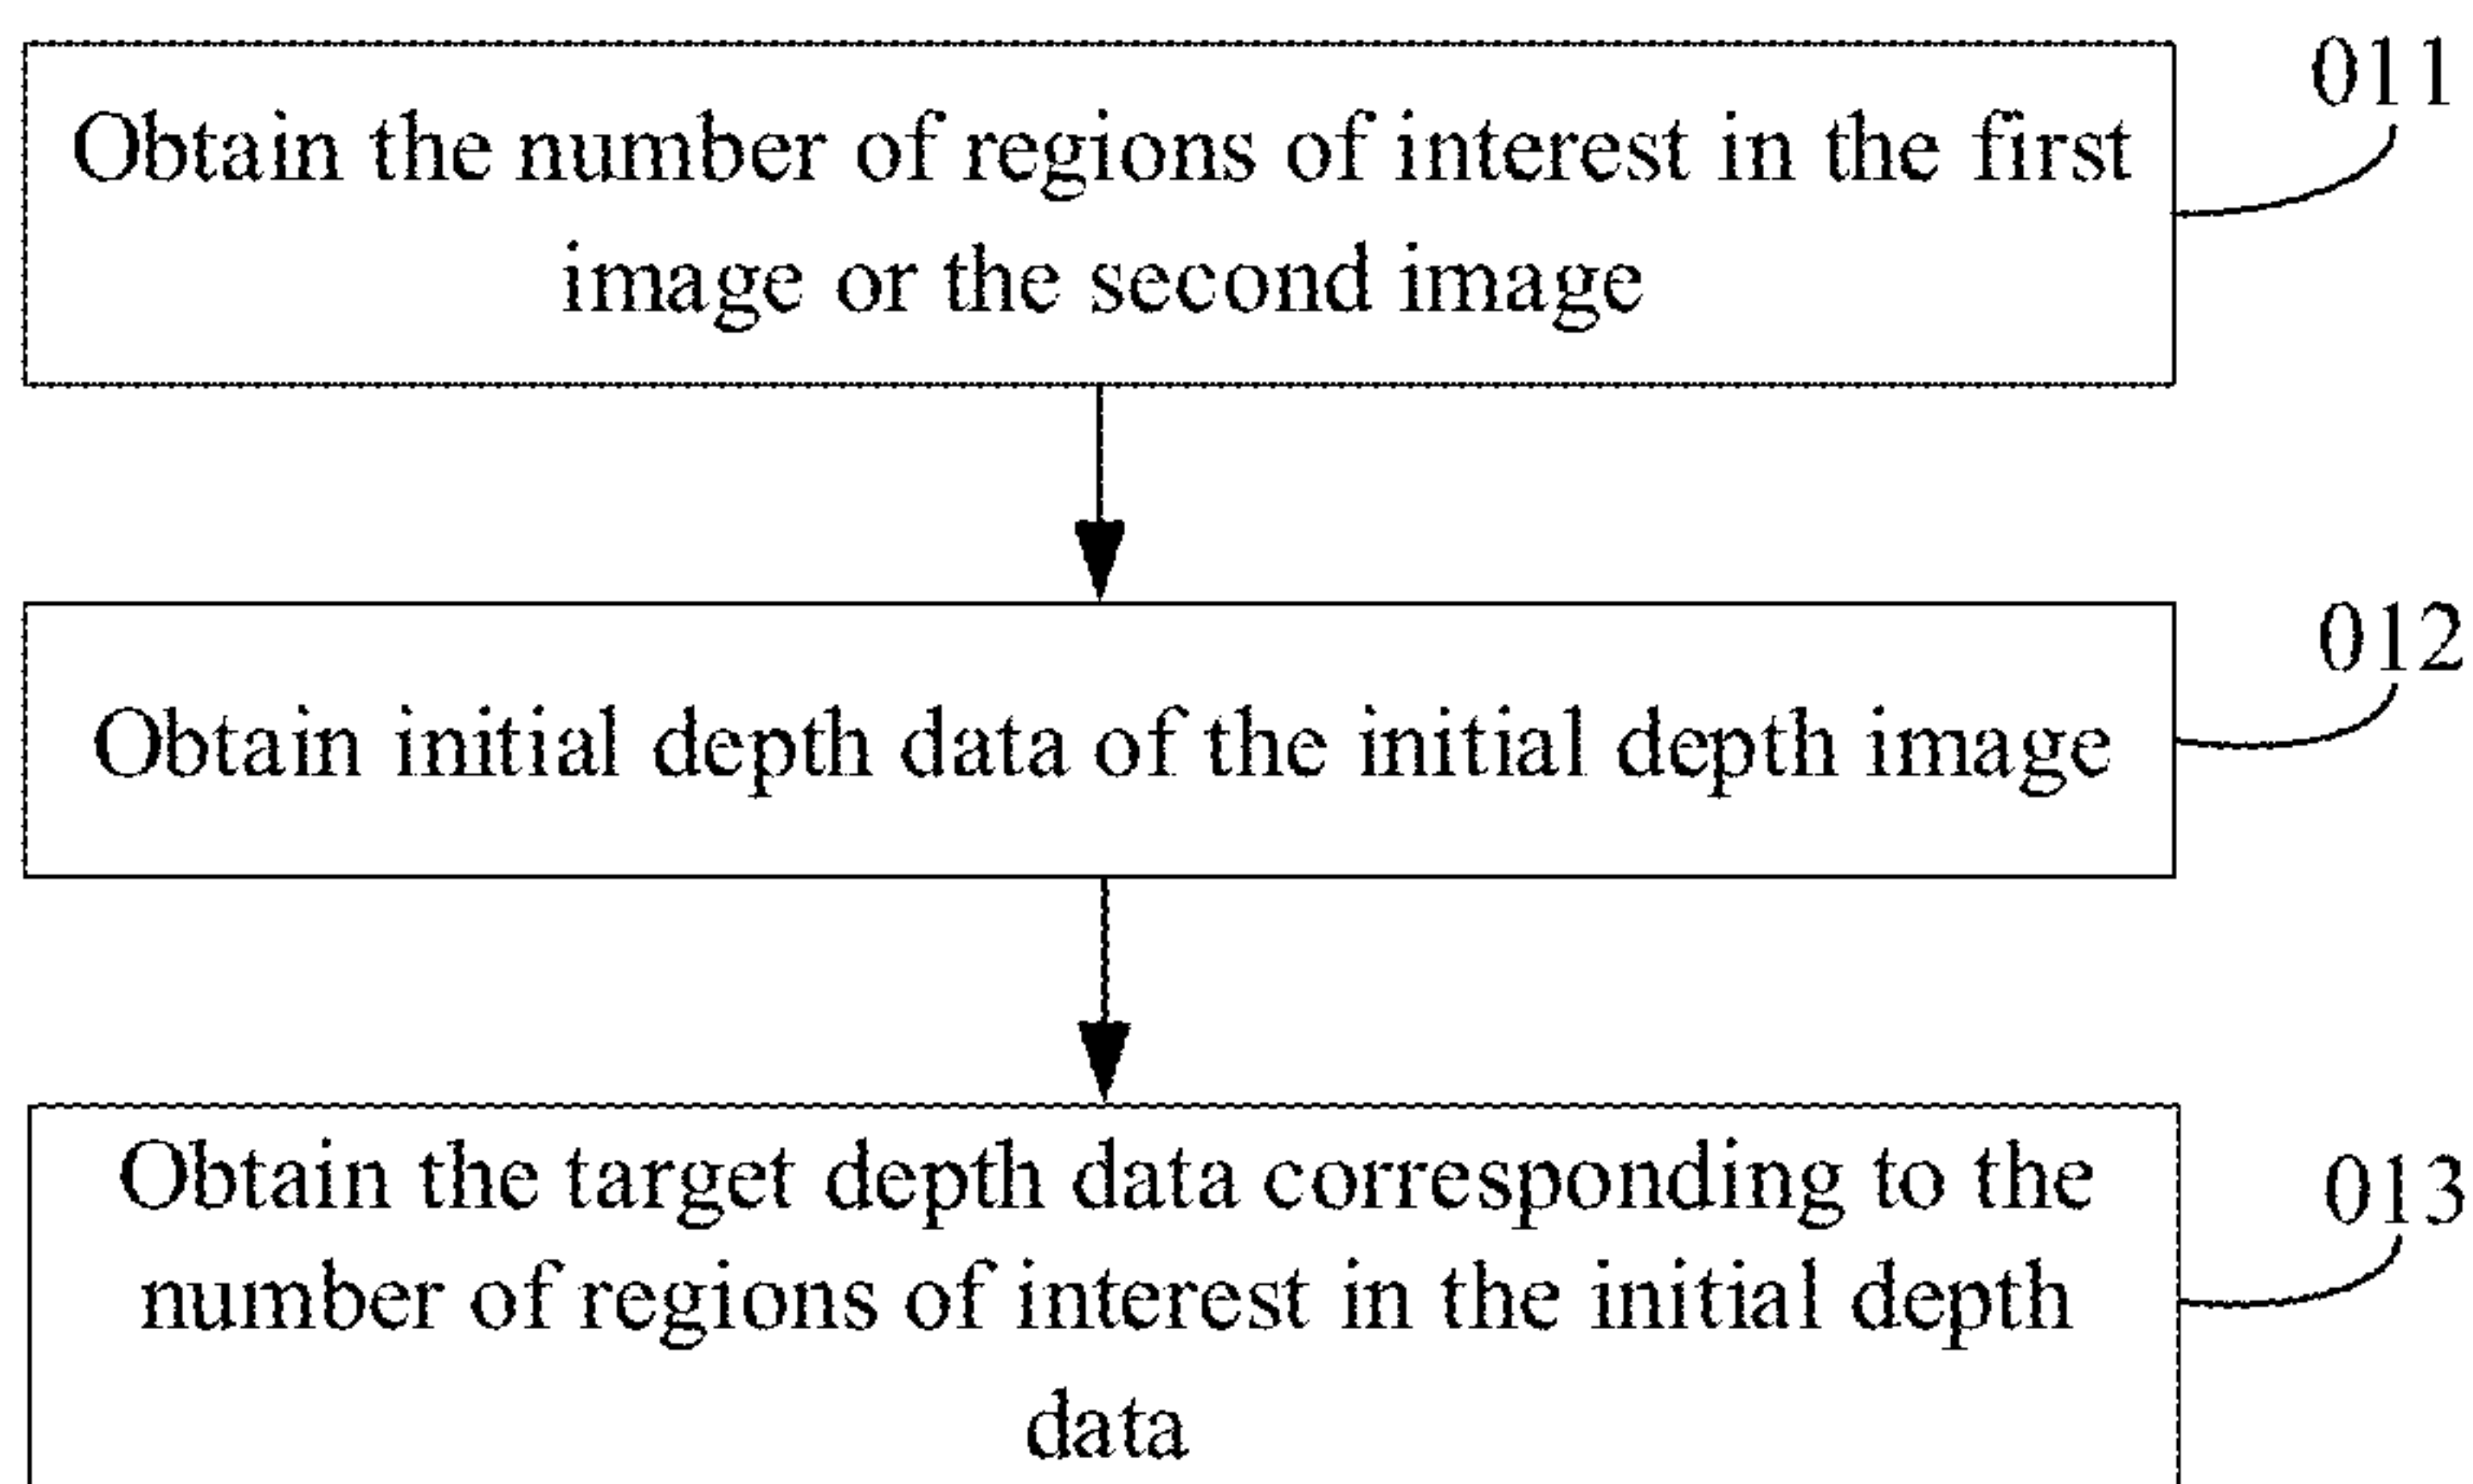 011
Obtain the number of regions of interest in the first
image or the second image
012
Obtain initial depth data of the initial depth image
013
Obtain the target depth data corresponding to the
number of regions of interest in the initial depth
data